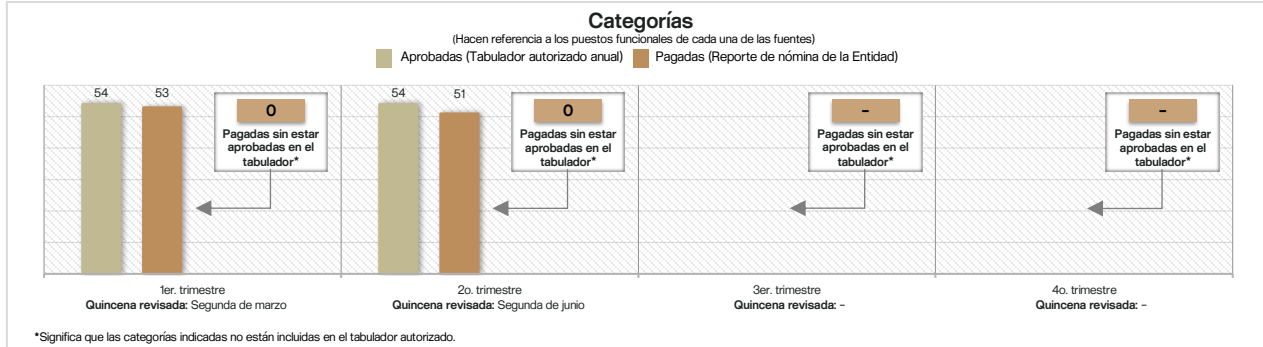 Categorías
(Hacen referencia a los puestos funcionales de cada una de las fuentes)
Aprobadas (Tabulador autorizado anual) Pagadas (Reporte de nómina de la Entidad)
54 53
0
Pagadas sin estar
aprobadas en el
tabulador*
54 51
0
Pagadas sin estar
aprobadas en el
tabulador*
-
Pagadas sin estar
aprobadas en el
tabulador*
-
Pagadas sin estar
aprobadas en el
tabulador*
1er. trimestre
Quincena revisada: Segunda de marzo
2o. trimestre
Quincena revisada: Segunda de junio
3er. trimestre
Quincena revisada: -
4o. trimestre
Quincena revisada: -
*Significa que las categorías indicadas no están incluidas en el tabulador autorizado.